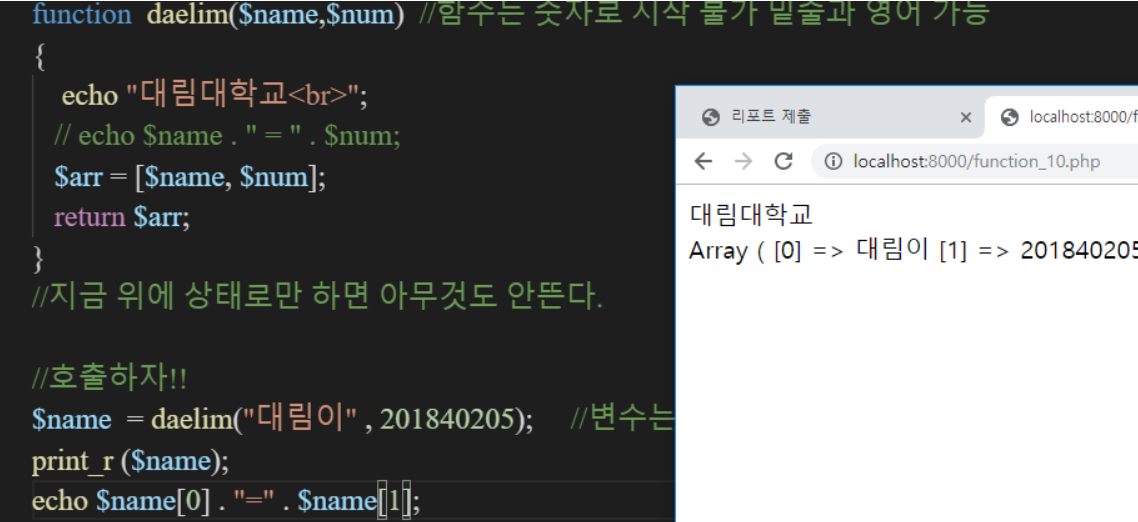 function daelim($name,$num) //함수는 숫자로 시작 불가 밑줄과 영어 가능
{
echo "대림대학교<br>";
// echo $name . " = " . $num;
$arr = [$name, $num];
return $arr;
}
//지금 위에 상태로만 하면 아무것도 안뜬다.
//호출하자!!
$name = daelim("대림이" , 201840205); //변수는
print_r ($name);
echo $name[0] . "=" . $name[1];
리포트 제출
localhost:8000/f
localhost:8000/function_10.php
대림대학교
Array ( [0] => 대림이 [1] => 201840205